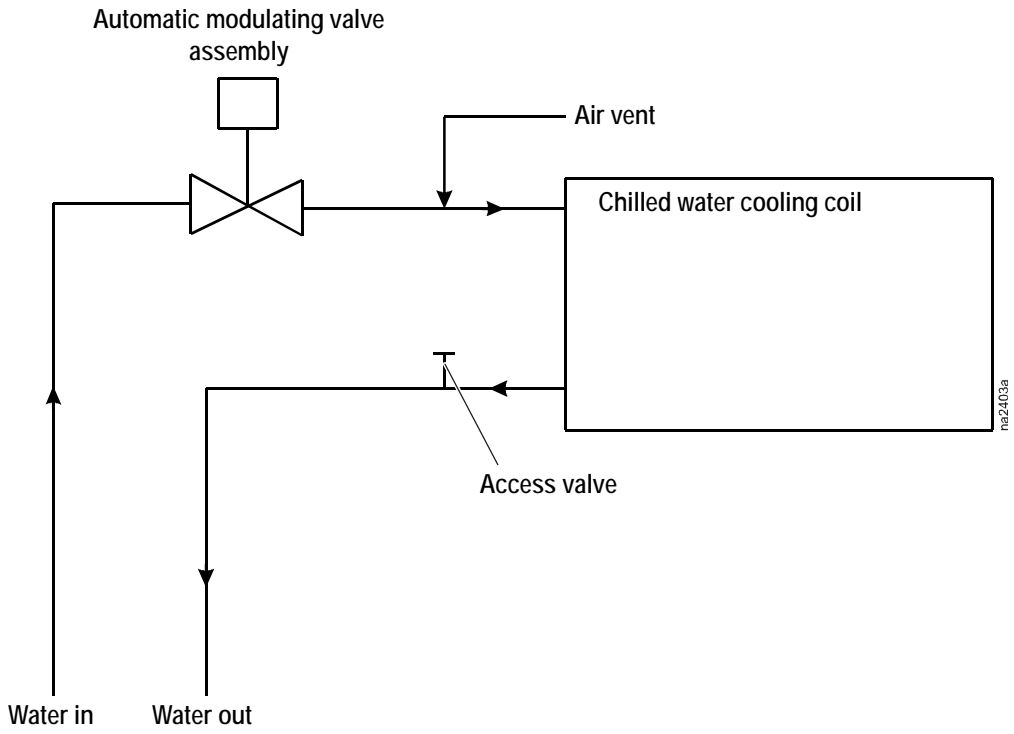 Automatic modulating valve
assembly
Air vent
Chilled water cooling coil
na2403a
Access valve
Water in
Water out